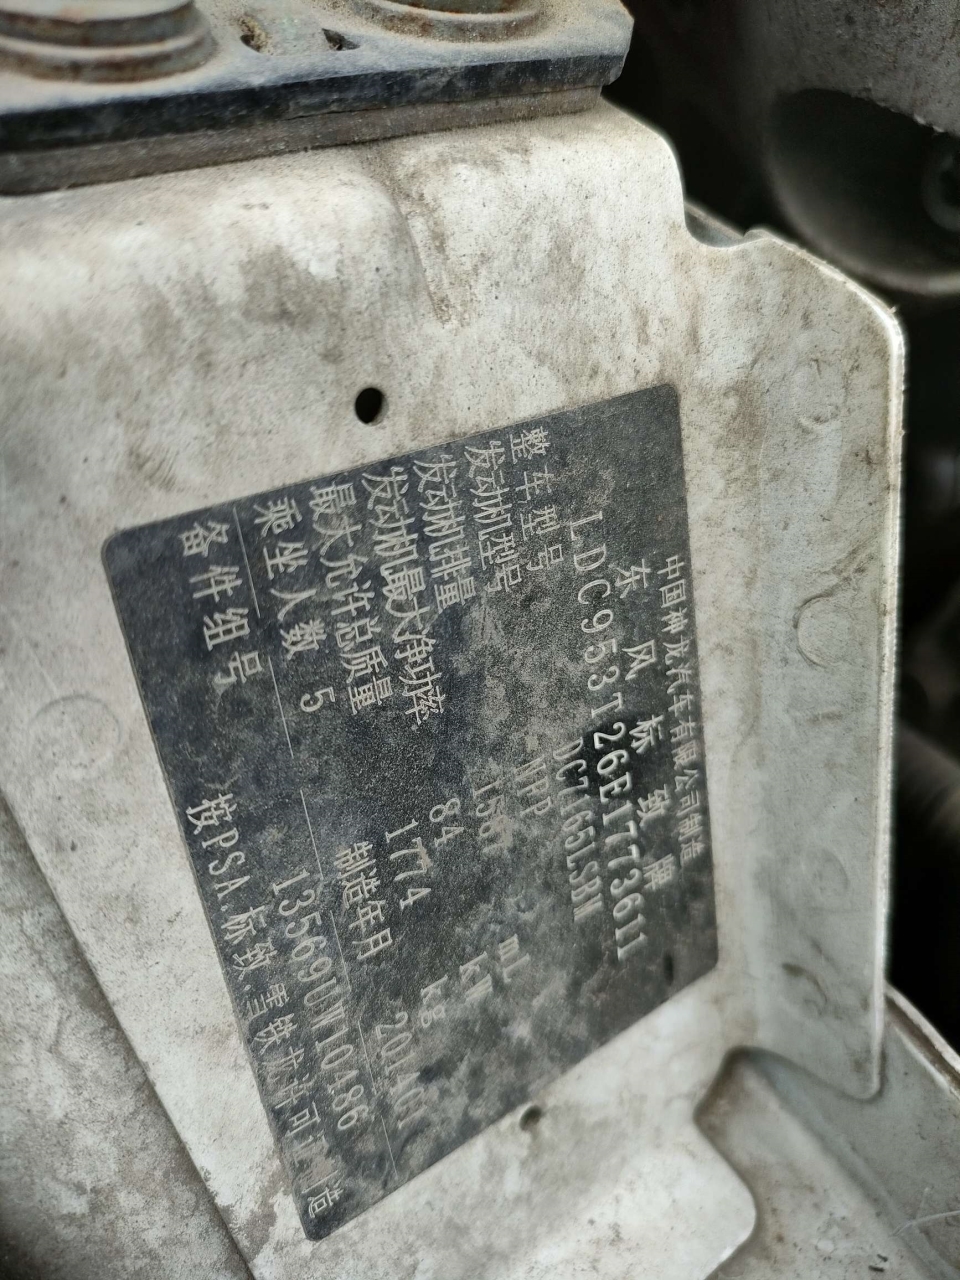 中国神龙汽车有限公司制造
东风标致牌
LDC953T26E1773611
整车型号 DC7165LSBM
发动机型号
发动机排量 1587 mL
发动机最大净功率 84 kW
最大允许总质量 1774 kg
乘坐人数 5 制造年月
备件组号 13569UW10486
按PSA.标致.雪铁龙许可证制造